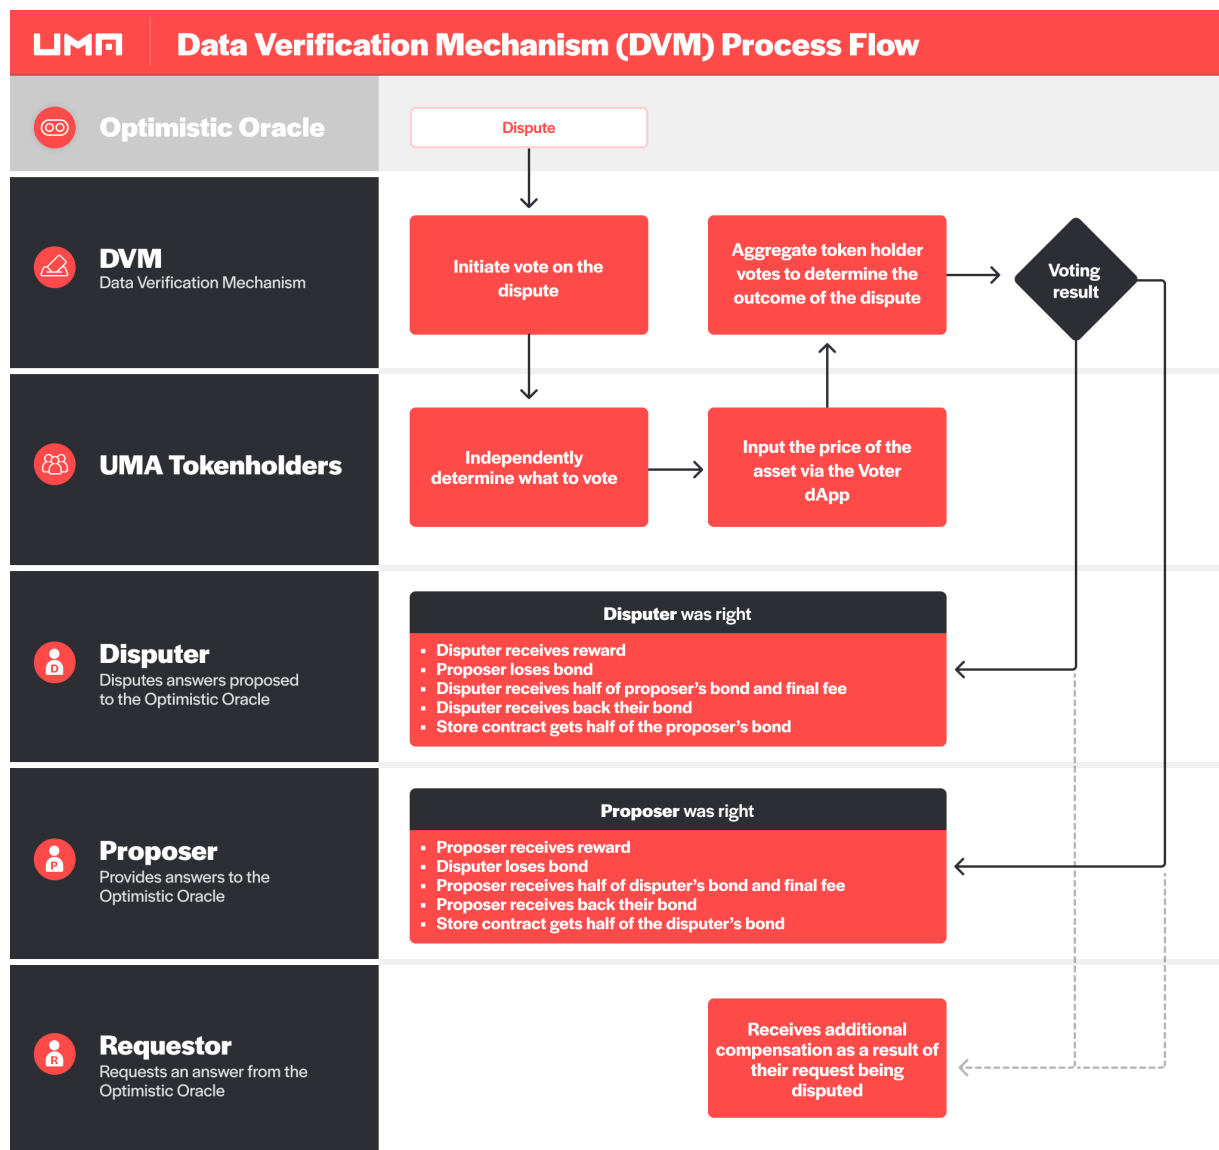 UMA
Data Verification Mechanism (DVM) Process Flow
Optimistic Oracle
Dispute
DVM
Data Verification Mechanism
Initiate vote on the
dispute
Aggregate token holder
votes to determine the
outcome of the dispute
Voting
result
UMA Tokenholders
Independently
determine what to vote
Input the price of the
asset via the Voter
dApp
Disputer
Disputes answers proposed
to the Optimistic Oracle
D
Disputer was right
▪ Disputer receives reward
▪ Proposer loses bond
▪ Disputer receives half of proposer’s bond and final fee
▪ Disputer receives back their bond
▪ Store contract gets half of the proposer’s bond
Proposer
Provides answers to the
Optimistic Oracle
P
Proposer was right
▪ Proposer receives reward
▪ Disputer loses bond
▪ Proposer receives half of disputer’s bond and final fee
▪ Proposer receives back their bond
▪ Store contract gets half of the disputer’s bond
Requestor
Requests an answer from the
Optimistic Oracle
R
Receives additional
compensation as a result of
their request being
disputed